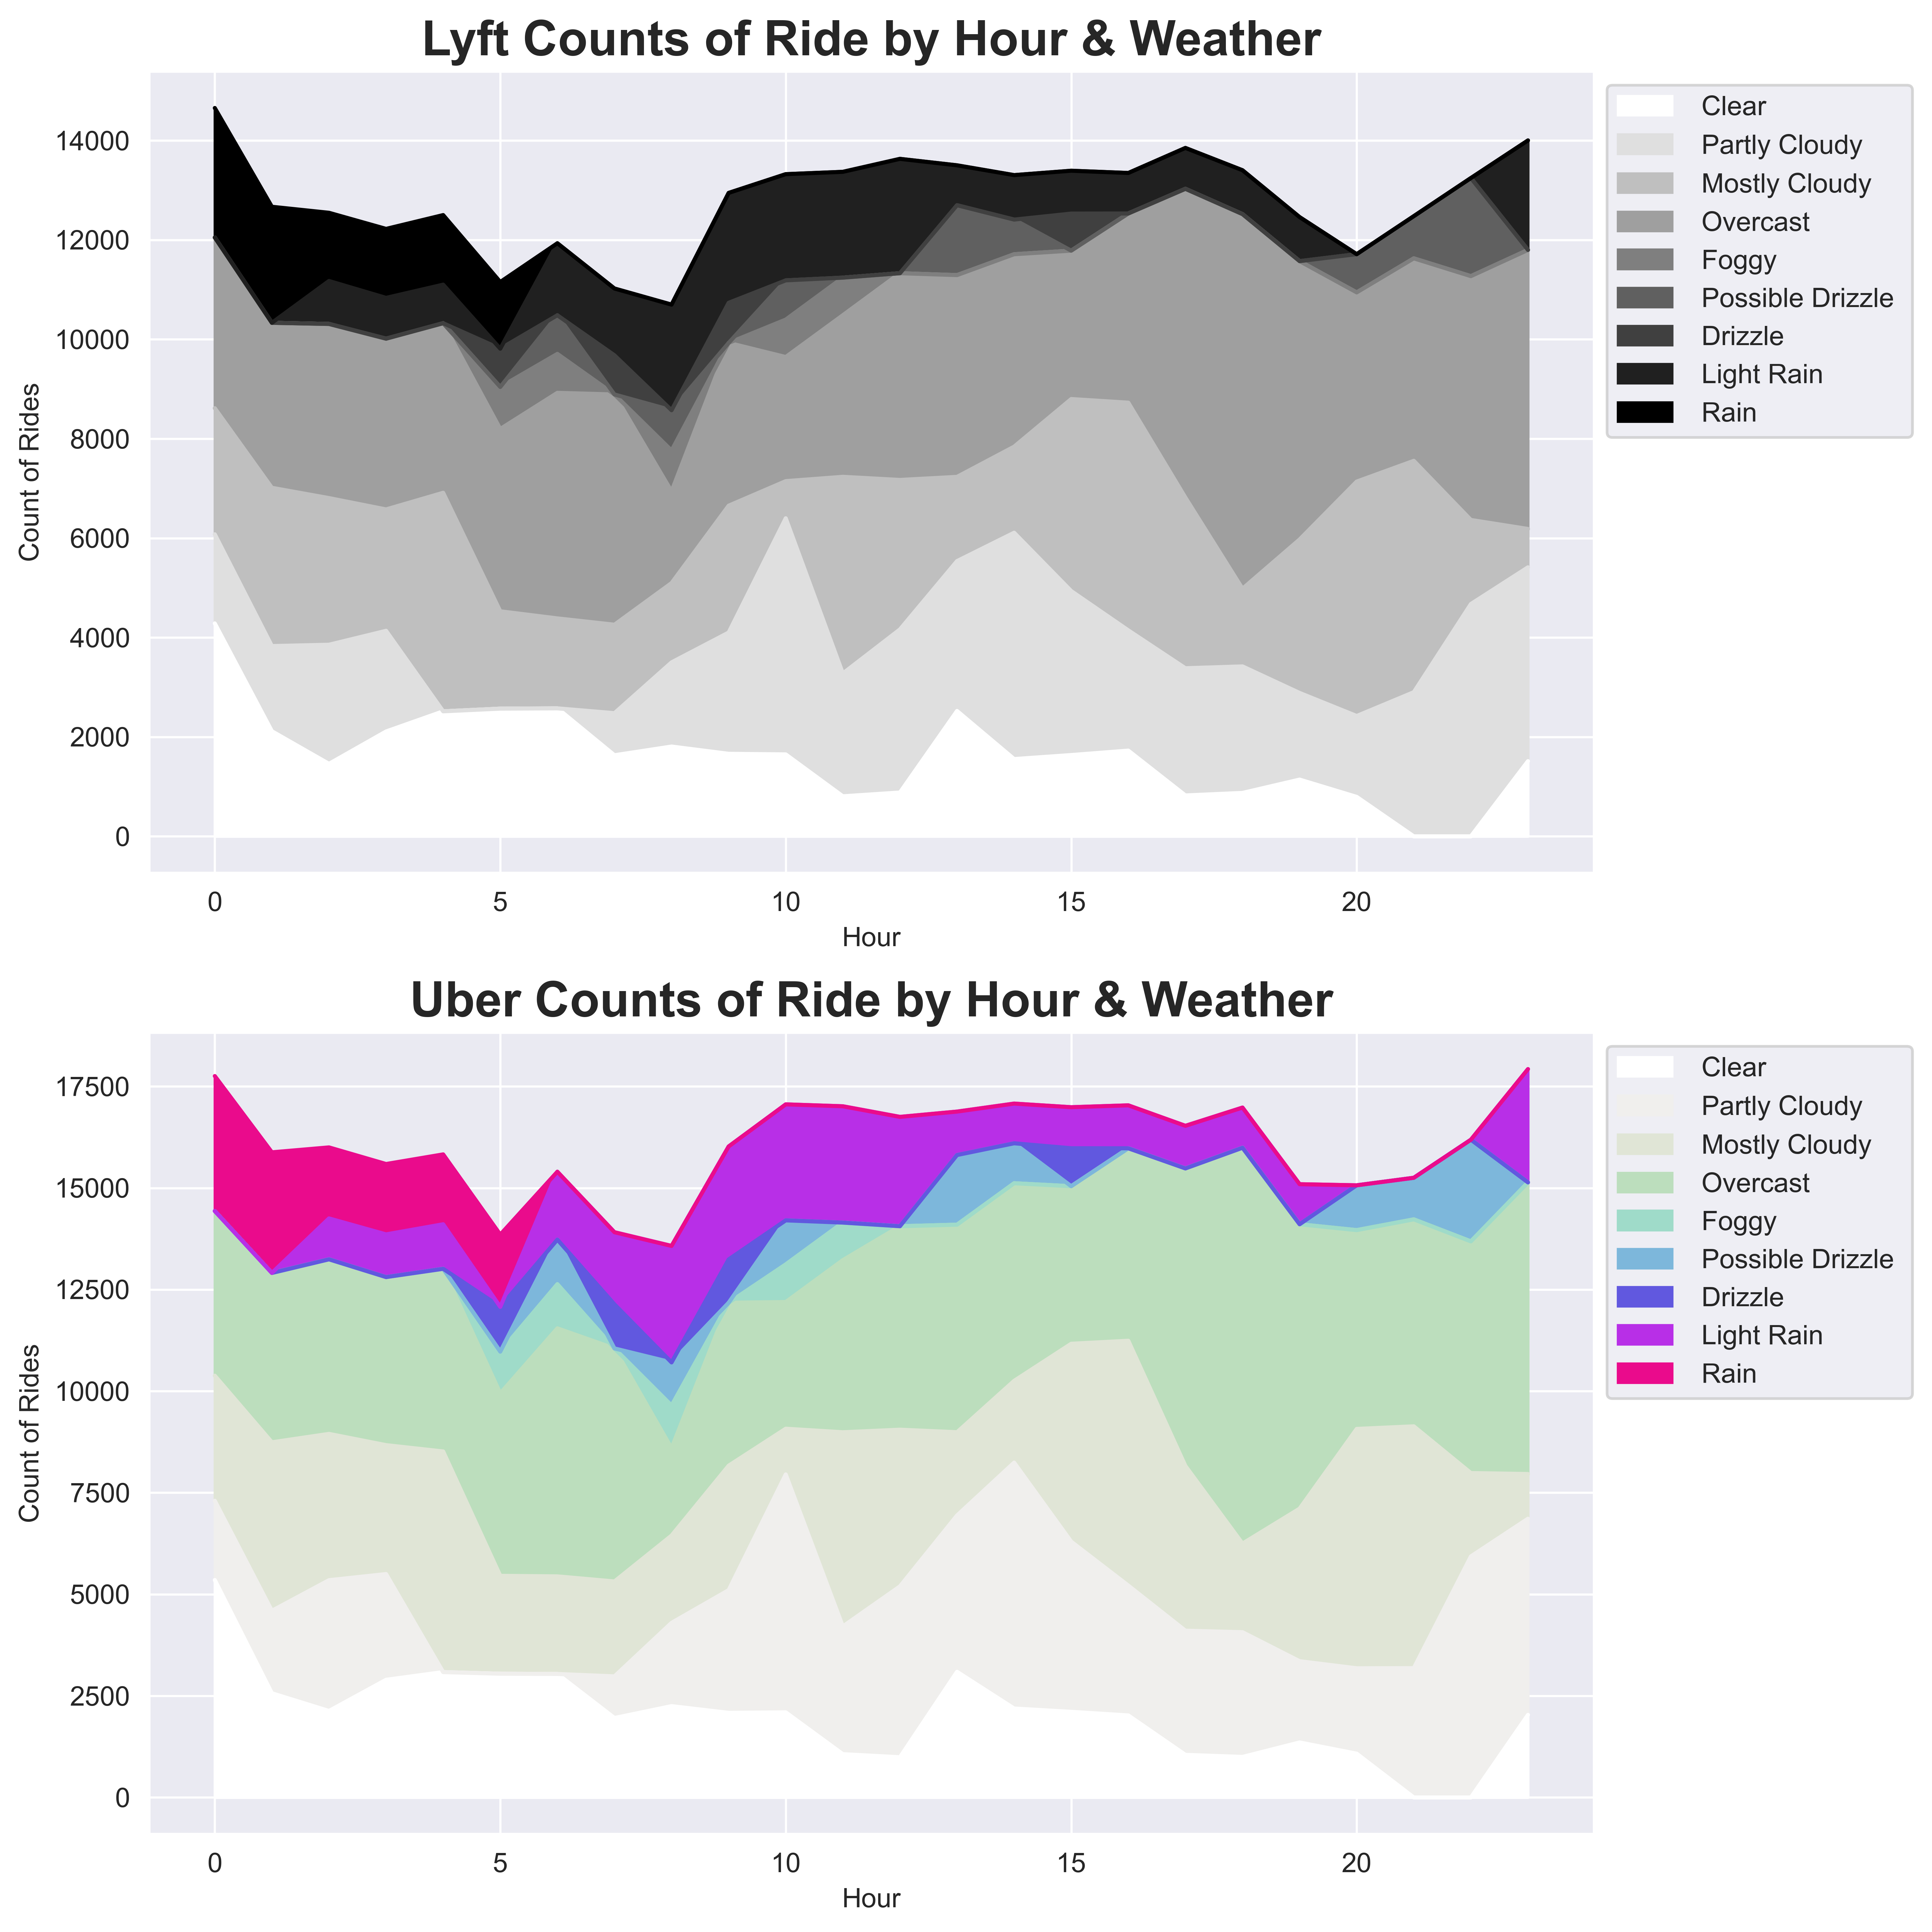 Lyft Counts of Ride by Hour & Weather
14000
12000
10000
8000
6000
4000
2000
0
Count of Rides
0 5 10 15 20
Hour
Clear
Partly Cloudy
Mostly Cloudy
Overcast
Foggy
Possible Drizzle
Drizzle
Light Rain
Rain
Uber Counts of Ride by Hour & Weather
17500
15000
12500
10000
7500
5000
2500
0
Count of Rides
0 5 10 15 20
Hour
Clear
Partly Cloudy
Mostly Cloudy
Overcast
Foggy
Possible Drizzle
Drizzle
Light Rain
Rain